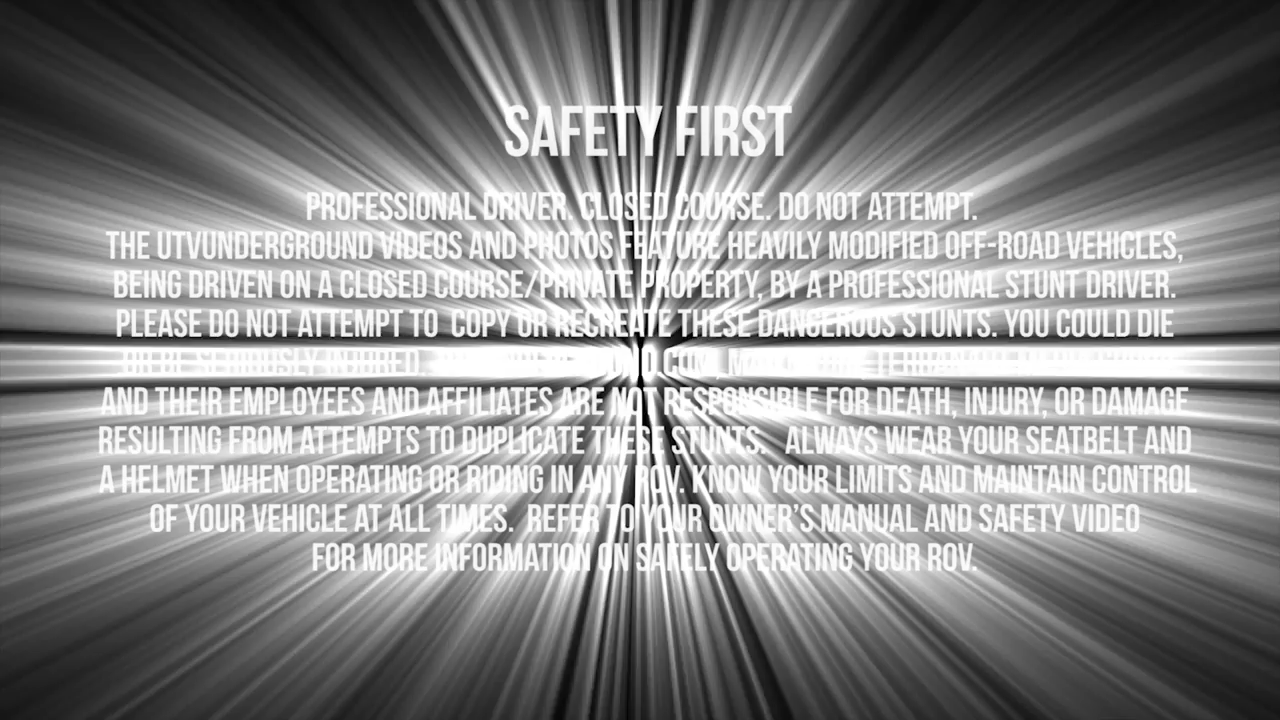 SAFETY FIRST
PROFESSIONAL DRIVER. CLOSED COURSE. DO NOT ATTEMPT.
THE UTVUNDERGROUND VIDEOS AND PHOTOS FEATURE HEAVILY MODIFIED OFF-ROAD VEHICLES,
BEING DRIVEN ON A CLOSED COURSE/PRIVATE PROPERTY, BY A PROFESSIONAL STUNT DRIVER.
PLEASE DO NOT ATTEMPT TO COPY OR RECREATE THESE DANGEROUS STUNTS. YOU COULD DIE
OR BE SERIOUSLY INJURED.
AND THEIR EMPLOYEES AND AFFILIATES ARE NOT RESPONSIBLE FOR DEATH, INJURY, OR DAMAGE
RESULTING FROM ATTEMPTS TO DUPLICATE THESE STUNTS. ALWAYS WEAR YOUR SEATBELT AND
A HELMET WHEN OPERATING OR RIDING IN ANY ROV. KNOW YOUR LIMITS AND MAINTAIN CONTROL
OF YOUR VEHICLE AT ALL TIMES. REFER TO YOUR OWNER'S MANUAL AND SAFETY VIDEO
FOR MORE INFORMATION ON SAFELY OPERATING YOUR ROV.